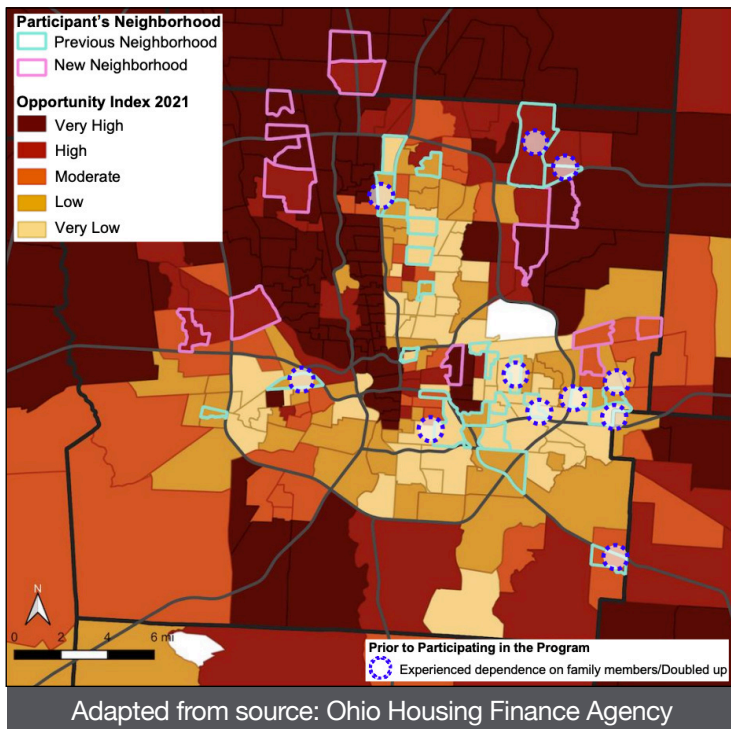 Participant's Neighborhood
Previous Neighborhood
New Neighborhood
Opportunity Index 2021
Very High
High
Moderate
Low
Very Low
N
0 2 4 6 mi
Prior to Participating in the Program
Experienced dependence on family members/Doubled up
Adapted from source: Ohio Housing Finance Agency